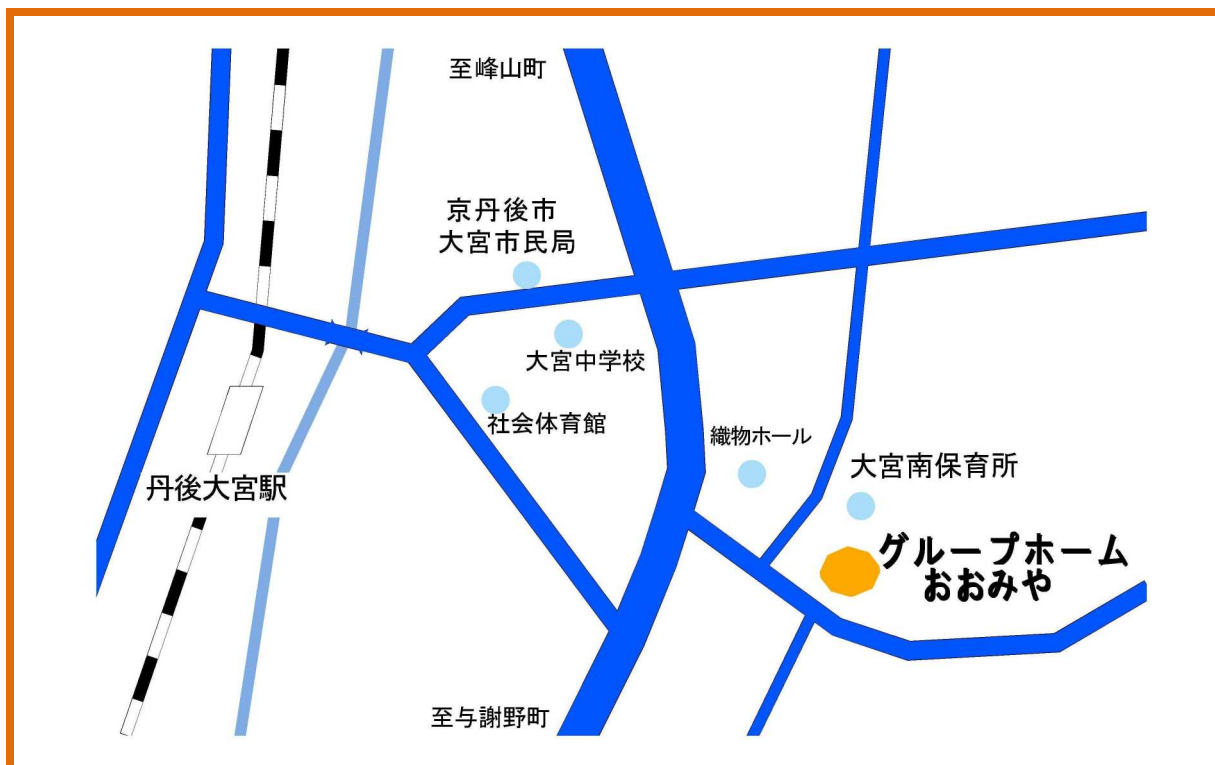 至峰山町
京丹後市
大宮市民局
大宮中学校
社会体育館
織物ホール
大宮南保育所
丹後大宮駅
グループホーム
おおみや
至与謝野町